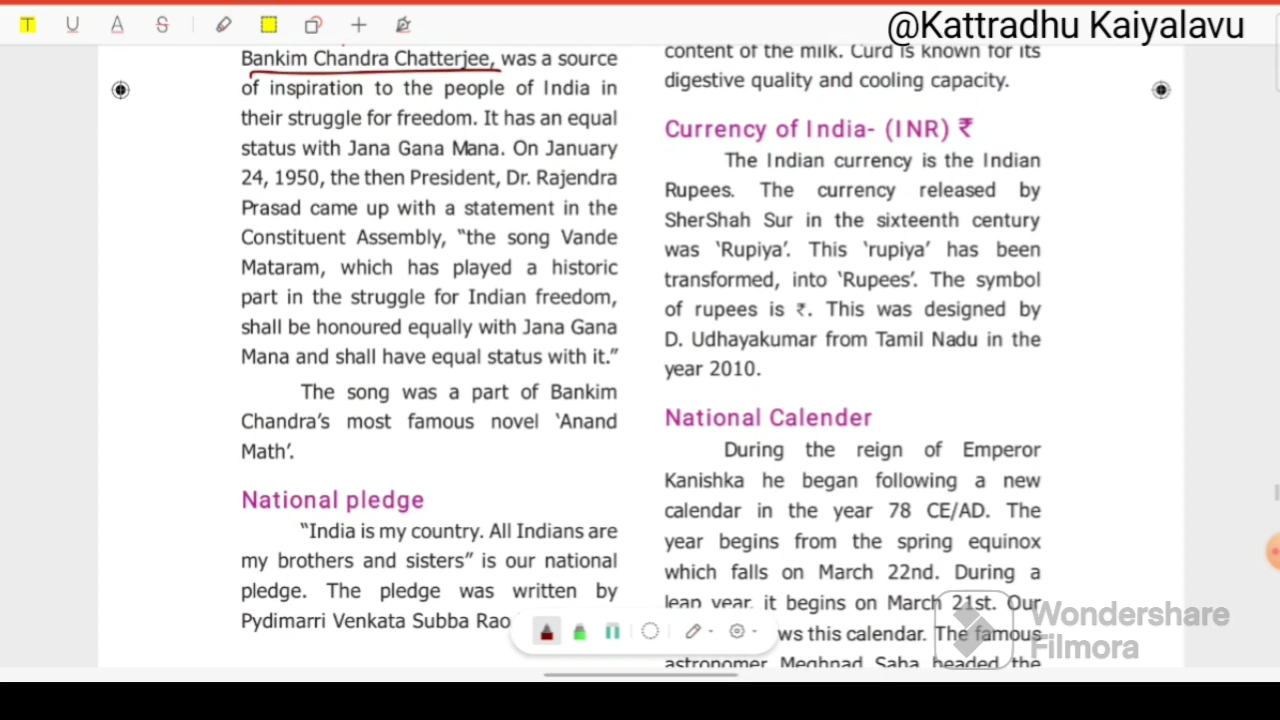 @Kattradhu Kaiyalavu
Bankim Chandra Chatterjee, was a source
of inspiration to the people of India in
their struggle for freedom. It has an equal
status with Jana Gana Mana. On January
24, 1950, the then President, Dr. Rajendra
Prasad came up with a statement in the
Constituent Assembly, “the song Vande
Mataram, which has played a historic
part in the struggle for Indian freedom,
shall be honoured equally with Jana Gana
Mana and shall have equal status with it.”
The song was a part of Bankim
Chandra’s most famous novel ‘Anand
Math’.
National pledge
“India is my country. All Indians are
my brothers and sisters” is our national
pledge. The pledge was written by
Pydimarri Venkata Subba Rao
content of the milk. Curd is known for its
digestive quality and cooling capacity.
Currency of India- (INR) ₹
The Indian currency is the Indian
Rupees. The currency released by
SherShah Sur in the sixteenth century
was ‘Rupiya’. This ‘rupiya’ has been
transformed, into ‘Rupees’. The symbol
of rupees is ₹. This was designed by
D. Udhayakumar from Tamil Nadu in the
year 2010.
National Calender
During the reign of Emperor
Kanishka he began following a new
calendar in the year 78 CE/AD. The
year begins from the spring equinox
which falls on March 22nd. During a
leap year, it begins on March 21st. Our
this calendar. The famous
astronomer Meghnad Saha headed the
Wondershare
Filmora